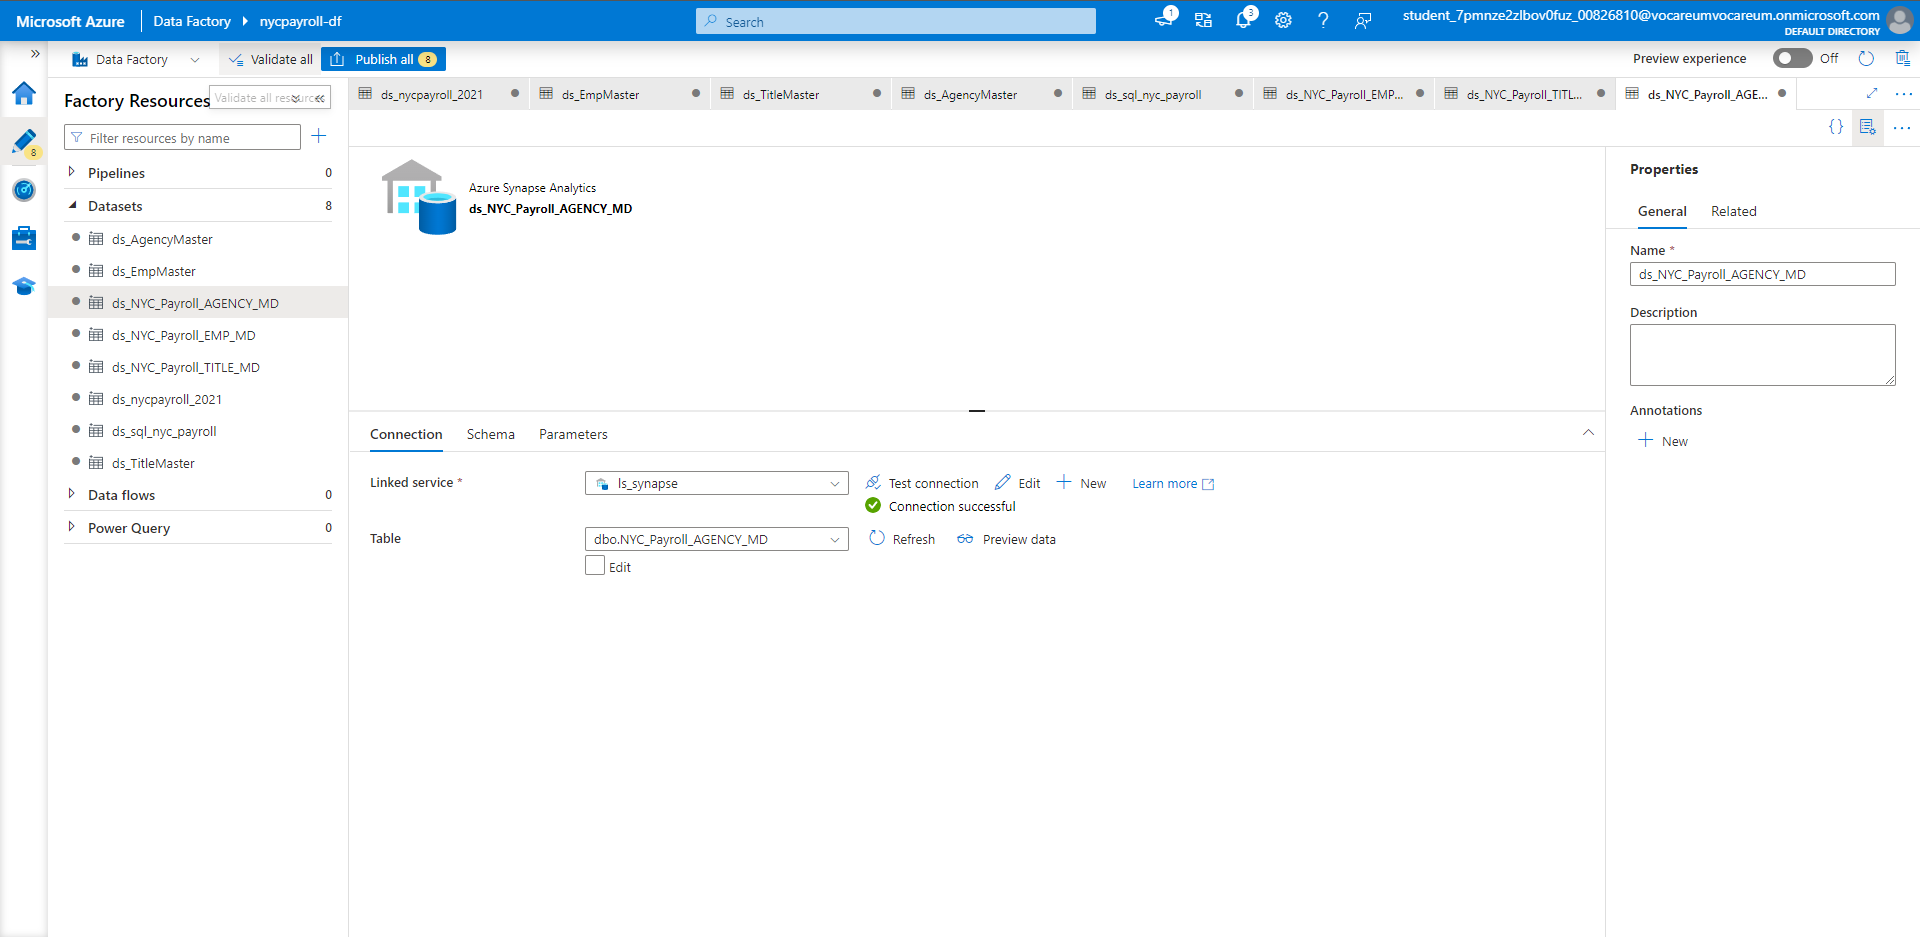 Microsoft Azure
Data Factory
nycpayroll-df
Search
1
3
student_7pmnze2zlbov0fuz_00826810@vocareumvocareum.onmicrosoft.com
DEFAULT DIRECTORY
Data Factory
Validate all
Publish all 8
Preview experience
Off
Factory Resources
Validate all resources
Filter resources by name
8
Pipelines 0
Datasets 8
ds_AgencyMaster
ds_EmpMaster
ds_NYC_Payroll_AGENCY_MD
ds_NYC_Payroll_EMP_MD
ds_NYC_Payroll_TITLE_MD
ds_nycpayroll_2021
ds_sql_nyc_payroll
ds_TitleMaster
Data flows 0
Power Query 0
ds_nycpayroll_2021
ds_EmpMaster
ds_TitleMaster
ds_AgencyMaster
ds_sql_nyc_payroll
ds_NYC_Payroll_EMP...
ds_NYC_Payroll_TITL...
ds_NYC_Payroll_AGE...
Azure Synapse Analytics
ds_NYC_Payroll_AGENCY_MD
Connection
Schema
Parameters
Linked service *
ls_synapse
Test connection
Edit
New
Learn more
Connection successful
Table
dbo.NYC_Payroll_AGENCY_MD
Refresh
Preview data
Edit
Properties
General
Related
Name *
ds_NYC_Payroll_AGENCY_MD
Description
Annotations
New